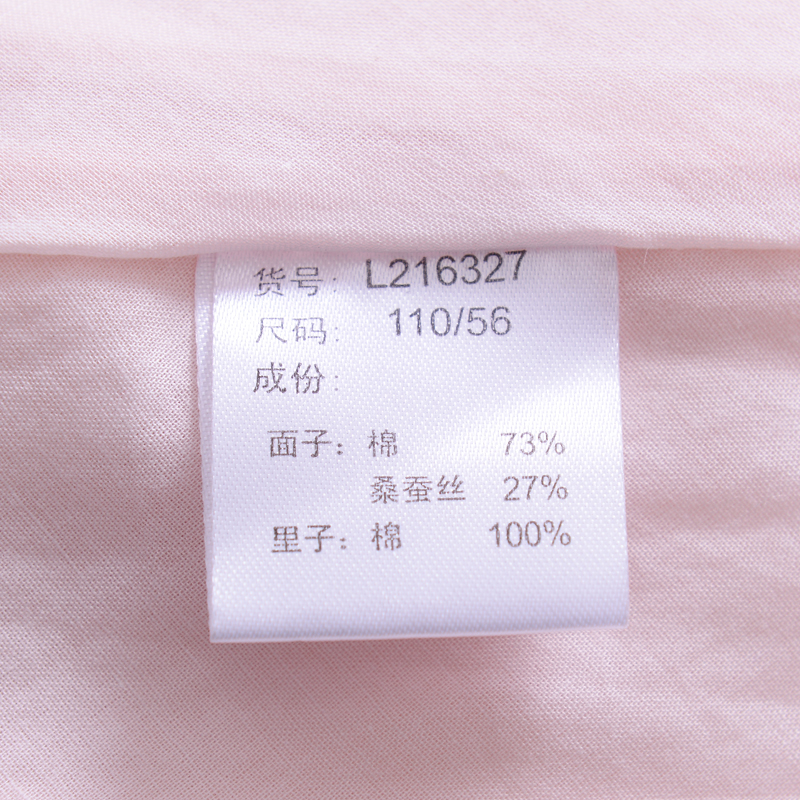 货号: L216327
尺码: 110/56
成份:
面子: 棉 73%
桑蚕丝 27%
里子: 棉 100%